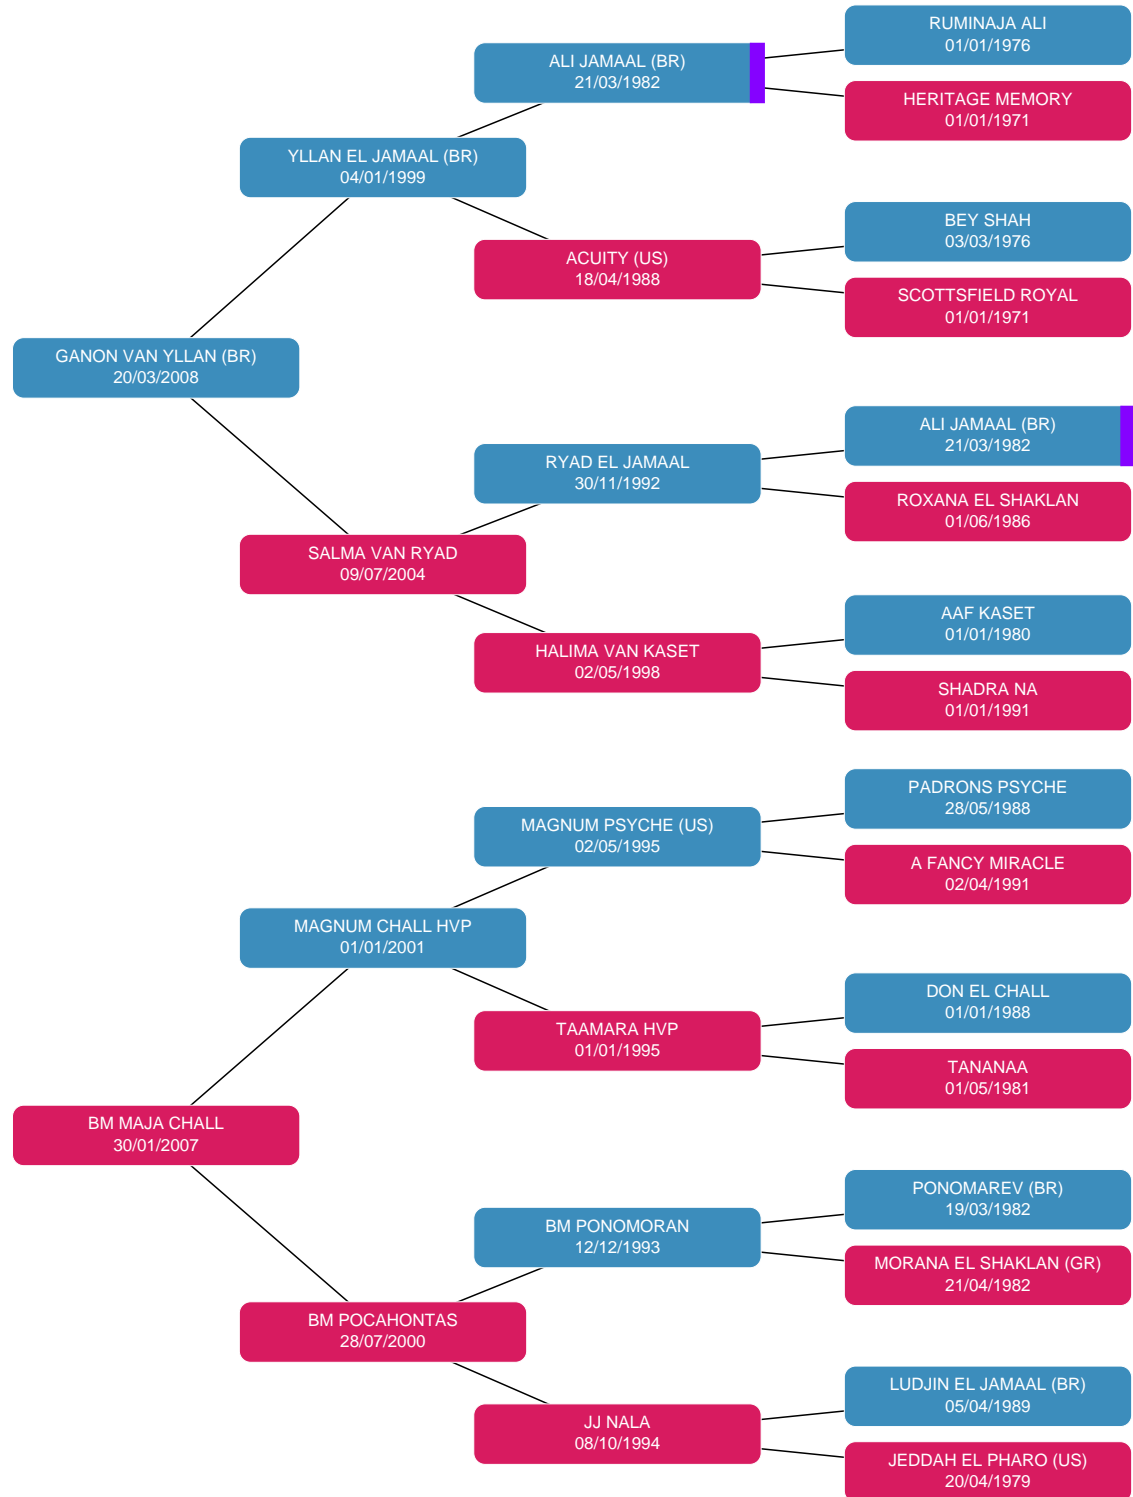 RUMINAJA ALI
01/01/1976
ALI JAMAAL (BR)
21/03/1982
HERITAGE MEMORY
01/01/1971
YLLAN EL JAMAAL (BR)
04/01/1999
BEY SHAH
03/03/1976
ACUITY (US)
18/04/1988
SCOTTSFIELD ROYAL
01/01/1971
GANON VAN YLLAN (BR)
20/03/2008
ALI JAMAAL (BR)
21/03/1982
RYAD EL JAMAAL
30/11/1992
ROXANA EL SHAKLAN
01/06/1986
SALMA VAN RYAD
09/07/2004
AAF KASET
01/01/1980
HALIMA VAN KASET
02/05/1998
SHADRA NA
01/01/1991
PADRONS PSYCHE
28/05/1988
MAGNUM PSYCHE (US)
02/05/1995
A FANCY MIRACLE
02/04/1991
MAGNUM CHALL HVP
01/01/2001
DON EL CHALL
01/01/1988
TAAMARA HVP
01/01/1995
TANANAA
01/05/1981
BM MAJA CHALL
30/01/2007
PONOMAREV (BR)
19/03/1982
BM PONOMORAN
12/12/1993
MORANA EL SHAKLAN (GR)
21/04/1982
BM POCAHONTAS
28/07/2000
LUDJIN EL JAMAAL (BR)
05/04/1989
JJ NALA
08/10/1994
JEDDAH EL PHARO (US)
20/04/1979